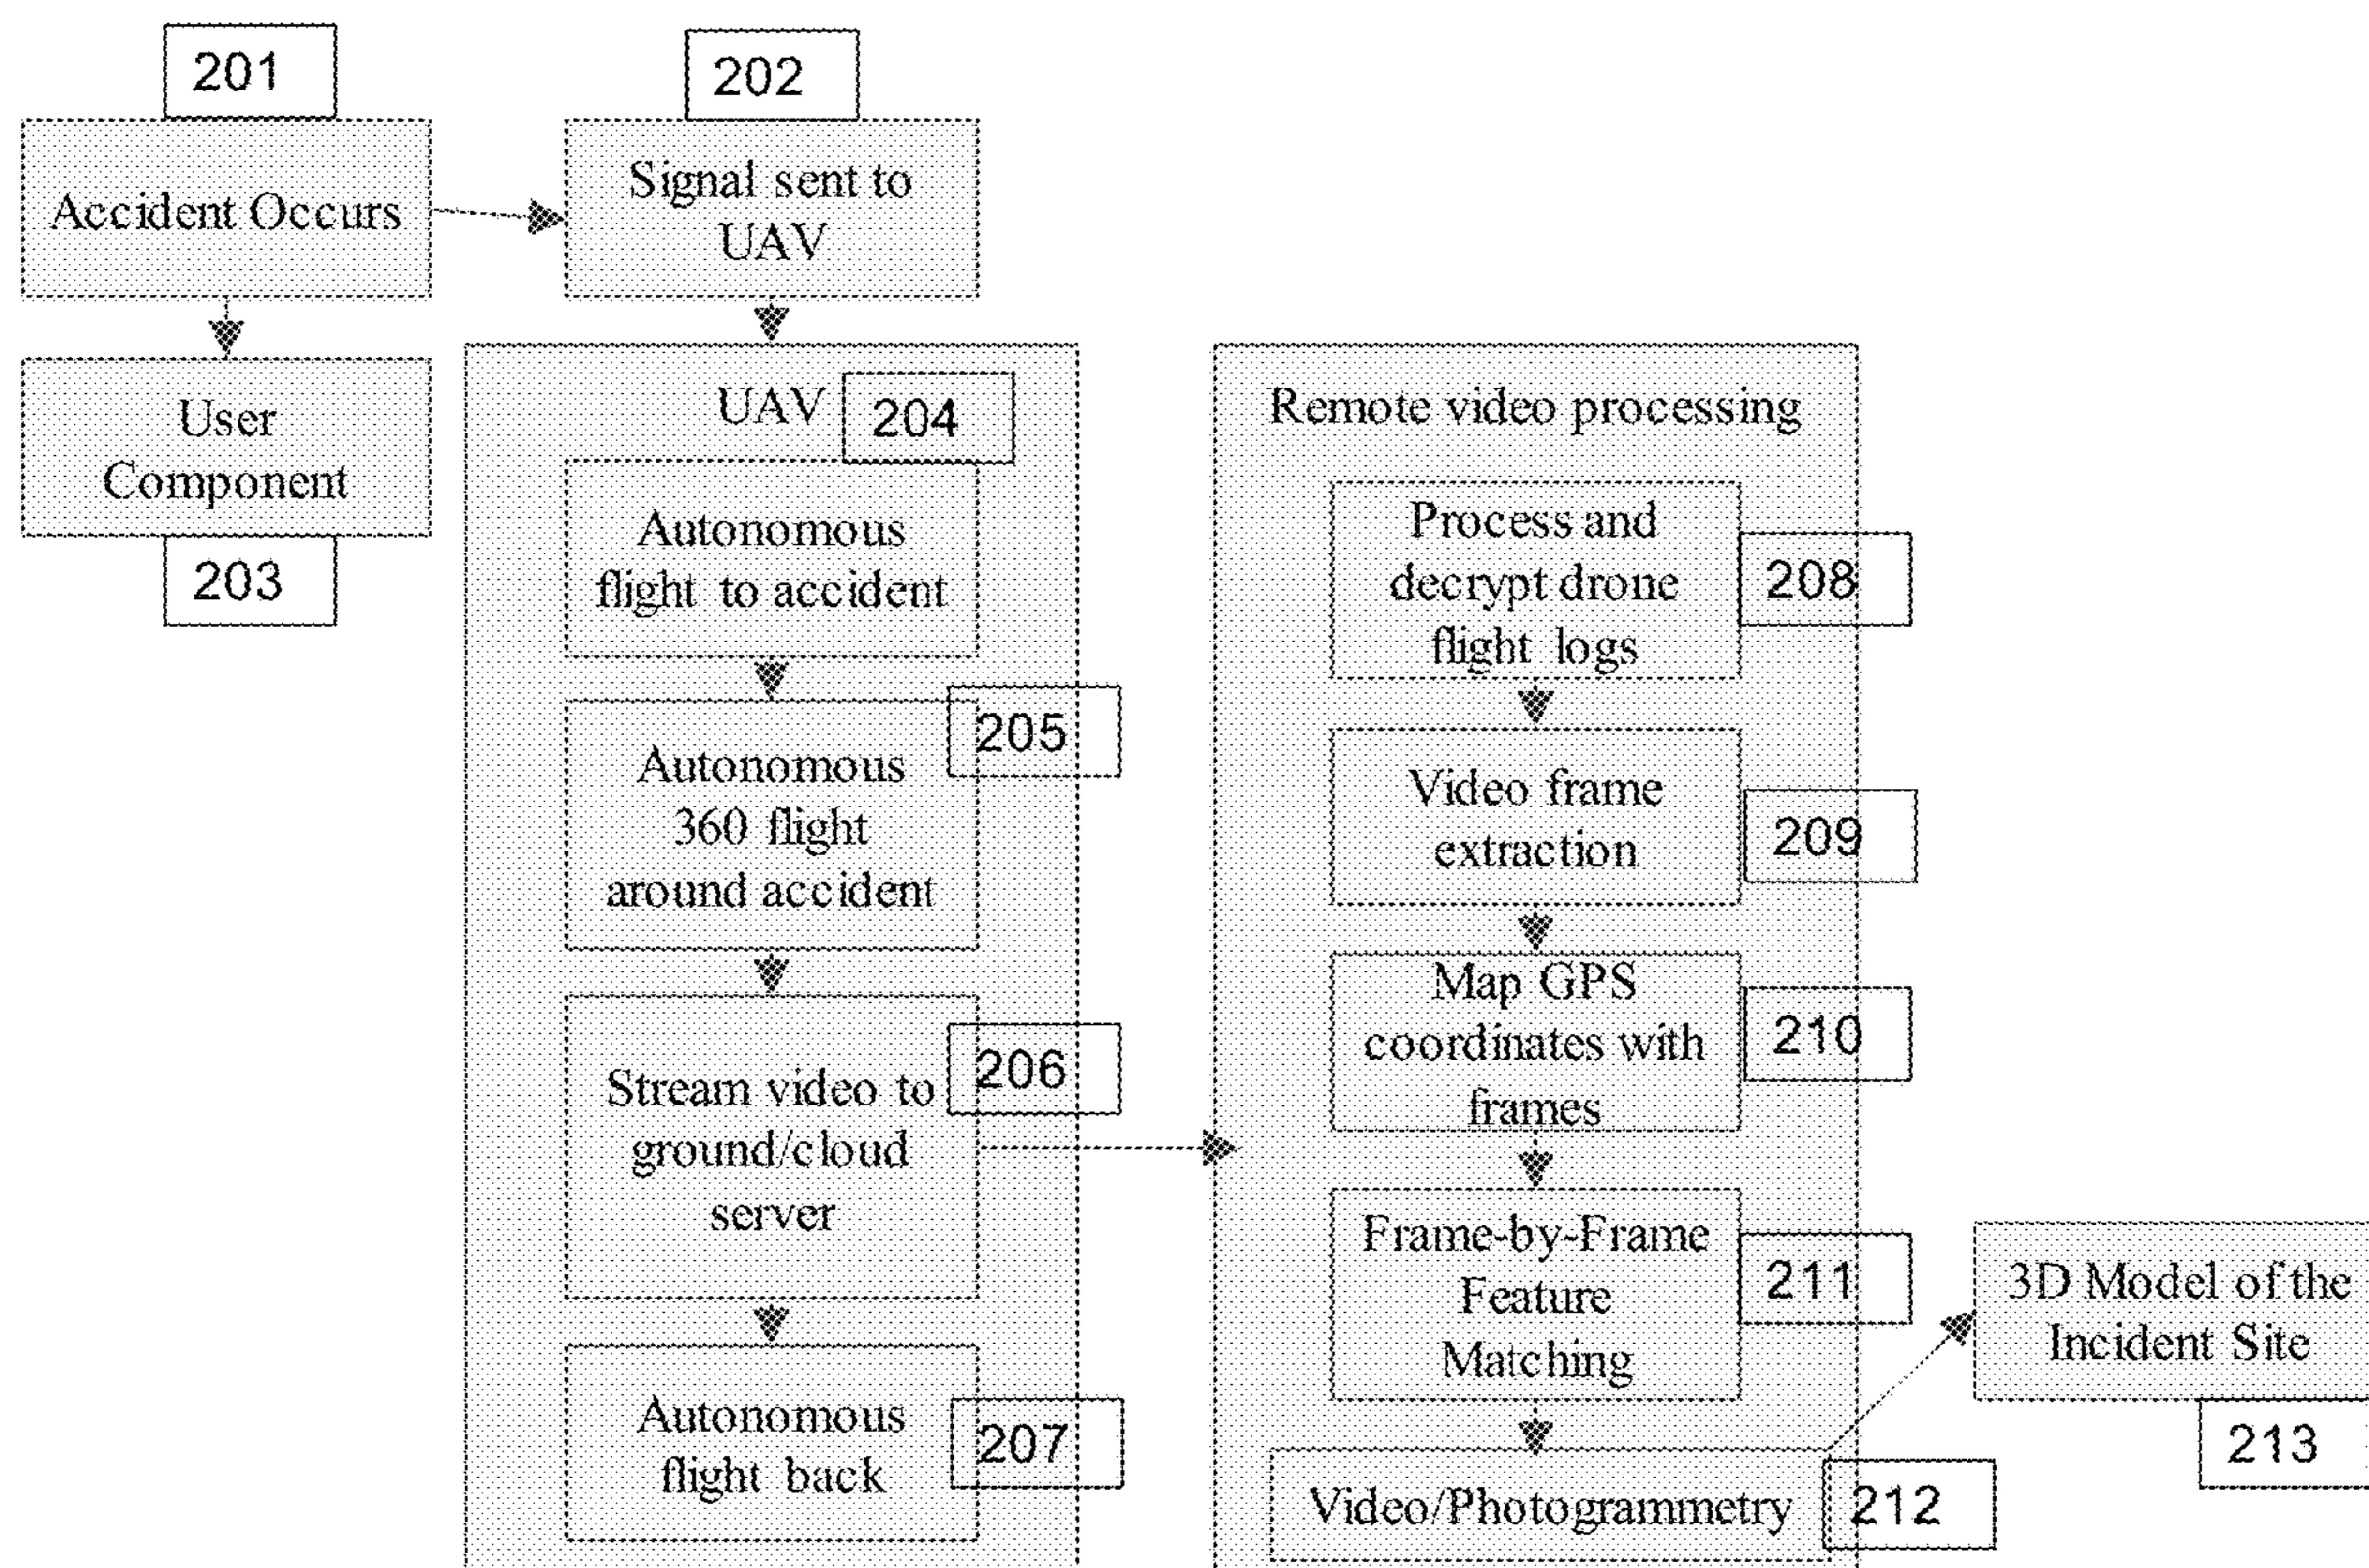 201
Accident Occurs
202
Signal sent to
UAV
User
Component
203
UAV
204
Autonomous
flight to accident
205
Autonomous
360 flight
around accident
206
Stream video to
ground/cloud
server
207
Autonomous
flight back
Remote video processing
Process and
decrypt drone
flight logs
208
Video frame
extraction
209
Map GPS
coordinates with
frames
210
Frame-by-Frame
Feature
Matching
211
Video/Photogrammetry
212
3D Model of the
Incident Site
213